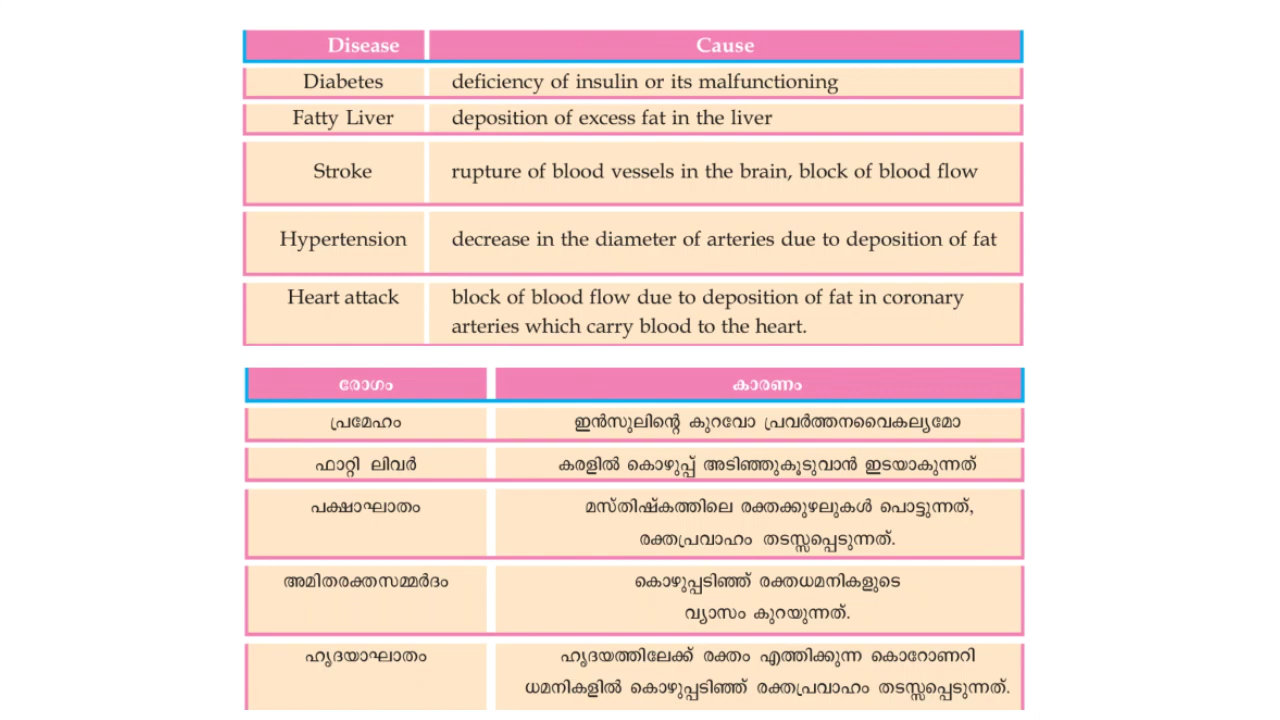 Disease Cause
Diabetes deficiency of insulin or its malfunctioning
Fatty Liver deposition of excess fat in the liver
Stroke rupture of blood vessels in the brain, block of blood flow
Hypertension decrease in the diameter of arteries due to deposition of fat
Heart attack block of blood flow due to deposition of fat in coronary
arteries which carry blood to the heart.
രോഗം കാരണം
പ്രമേഹം ഇൻസുലിന്റെ കുറവോ പ്രവർത്തനവൈകല്യമോ
ഫാറ്റി ലിവർ കരളിൽ കൊഴുപ്പ് അടിഞ്ഞുകൂടുവാൻ ഇടയാകുന്നത്
പക്ഷാഘാതം മസ്തിഷ്കത്തിലെ രക്തക്കുഴലുകൾ പൊട്ടുന്നത്,
രക്തപ്രവാഹം തടസ്സപ്പെടുന്നത്.
അമിതരക്തസമ്മർദം കൊഴുപ്പടിഞ്ഞ് രക്തധമനികളുടെ
വ്യാസം കുറയുന്നത്.
ഹൃദയാഘാതം ഹൃദയത്തിലേക്ക് രക്തം എത്തിക്കുന്ന കൊറോണറി
ധമനികളിൽ കൊഴുപ്പടിഞ്ഞ് രക്തപ്രവാഹം തടസ്സപ്പെടുന്നത്.